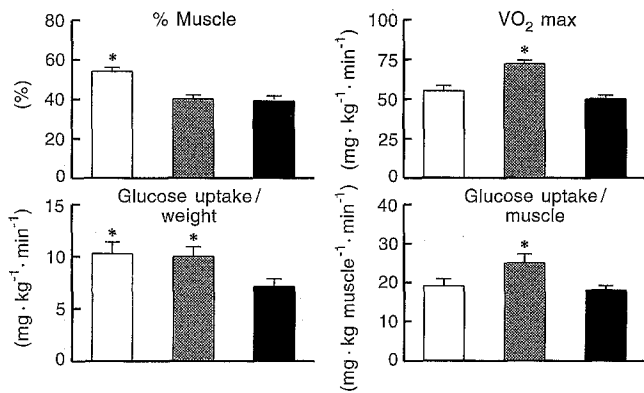 % Muscle
80
60
40
20
0
(%)
*
VO2 max
100
75
50
25
0
(mg · kg⁻¹ · min⁻¹)
*
Glucose uptake/
weight
15
10
5
0
(mg · kg⁻¹ · min⁻¹)
*
*
Glucose uptake/
muscle
40
30
20
10
0
(mg · kg muscle⁻¹ · min⁻¹)
*